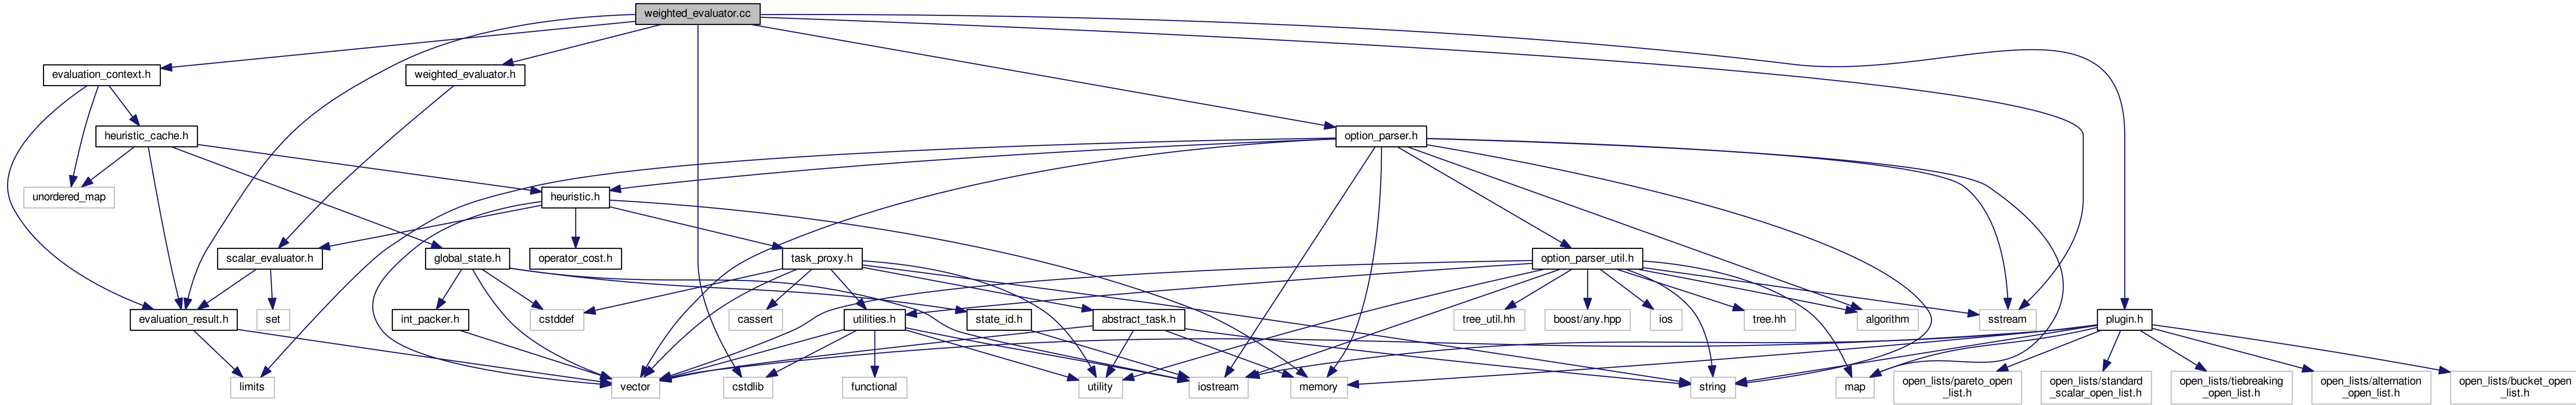 weighted_evaluator.cc
evaluation_context.h
weighted_evaluator.h
heuristic_cache.h
option_parser.h
unordered_map
heuristic.h
scalar_evaluator.h
global_state.h
operator_cost.h
task_proxy.h
option_parser_util.h
evaluation_result.h
set
int_packer.h
cstddef
cassert
utilities.h
state_id.h
abstract_task.h
tree_util.hh
boost/any.hpp
ios
tree.hh
algorithm
sstream
plugin.h
limits
vector
cstdlib
functional
utility
iostream
memory
string
map
open_lists/pareto_open
_list.h
open_lists/standard
_scalar_open_list.h
open_lists/tiebreaking
_open_list.h
open_lists/alternation
_open_list.h
open_lists/bucket_open
_list.h